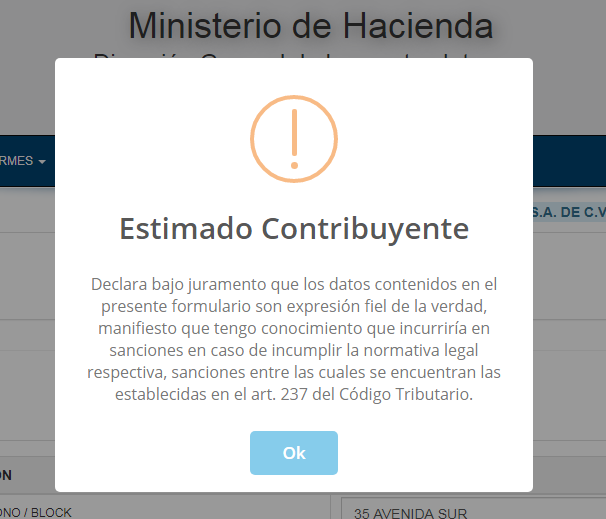 Ministerio de Hacienda
RMES
S.A. DE C.V
Estimado Contribuyente
Declara bajo juramento que los datos contenidos en el
presente formulario son expresión fiel de la verdad,
manifiesto que tengo conocimiento que incurriría en
sanciones en caso de incumplir la normativa legal
respectiva, sanciones entre las cuales se encuentran las
establecidas en el art. 237 del Código Tributario.
Ok
ÓN
ONO / BLOCK
35 AVENIDA SUR